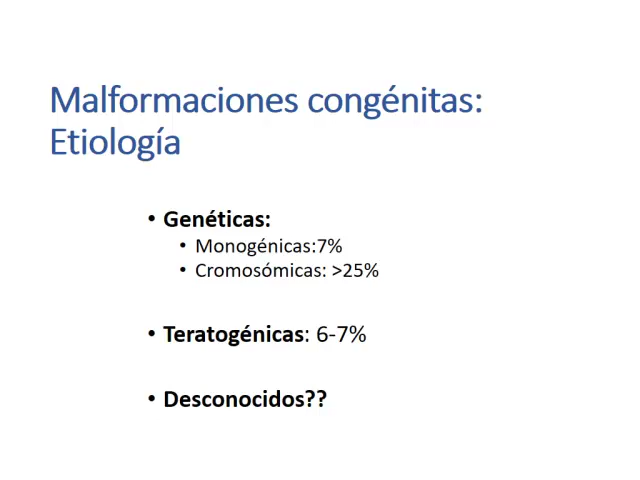 Malformaciones congénitas:
Etiología
• Genéticas:
• Monogénicas:7%
• Cromosómicas: >25%
• Teratogénicas: 6-7%
• Desconocidos??